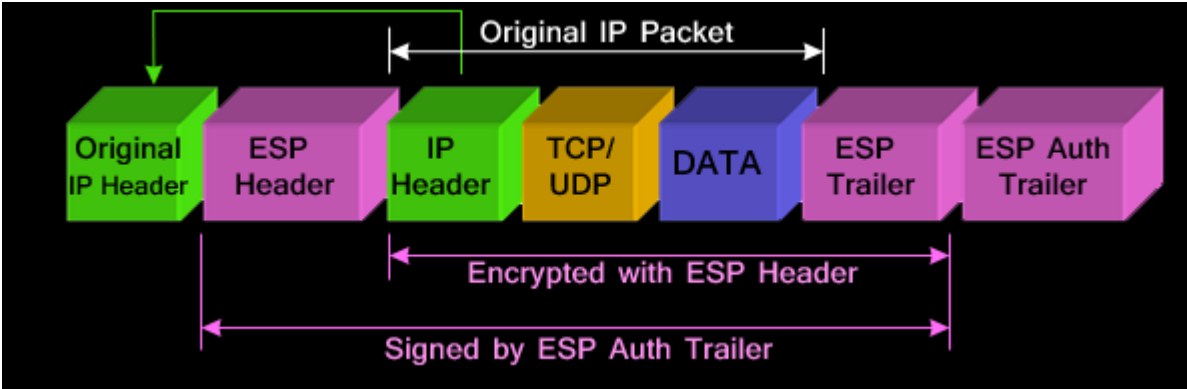 Original IP Packet
Original
IP Header
ESP
Header
IP
Header
TCP/
UDP
DATA
ESP
Trailer
ESP Auth
Trailer
Encrypted with ESP Header
Signed by ESP Auth Trailer